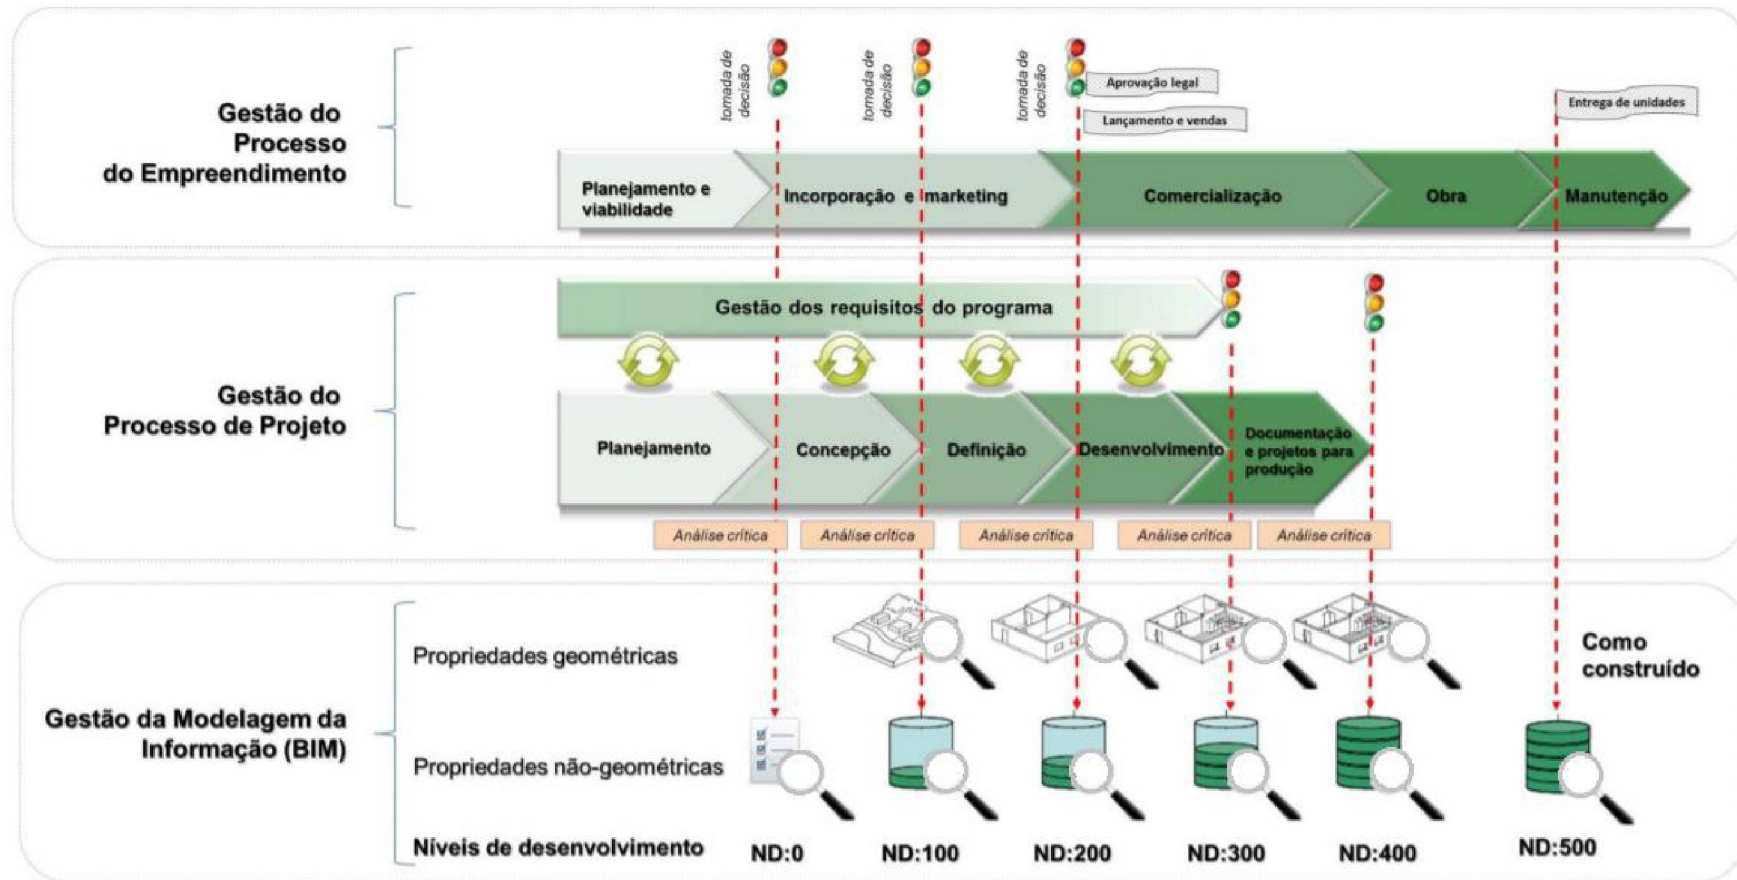 tomada de
decisão
tomada de
decisão
tomada de
decisão
Aprovação legal
Lançamento e vendas
Entrega de unidades
Gestão do
Processo
do Empreendimento
Planejamento e
viabilidade
Incorporação e marketing
Comercialização
Obra
Manutenção
Gestão dos requisitos do programa
Gestão do
Processo de Projeto
Planejamento
Concepção
Definição
Desenvolvimento
Documentação
e projetos para
produção
Análise crítica
Análise crítica
Análise crítica
Análise crítica
Análise crítica
Gestão da Modelagem da
Informação (BIM)
Propriedades geométricas
Como
construído
Propriedades não-geométricas
Níveis de desenvolvimento
ND:0
ND:100
ND:200
ND:300
ND:400
ND:500